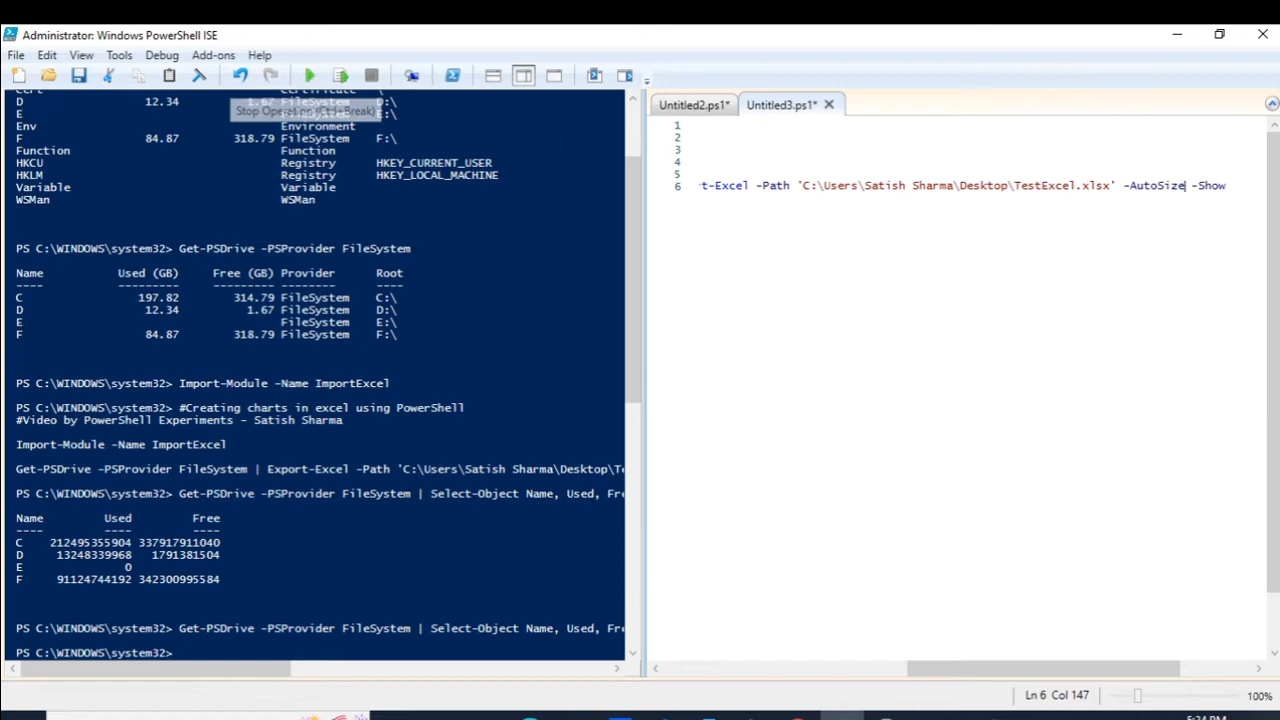 Administrator: Windows PowerShell ISE
File Edit View Tools Debug Add-ons Help
D 12.34 1.67 FileSystem D:\
Stop Operation (Ctrl+Break)
E E:\
Env Environment
F 84.87 318.79 FileSystem F:\
Function Function
HKCU Registry HKEY_CURRENT_USER
HKLM Registry HKEY_LOCAL_MACHINE
Variable Variable
WSMan WSMan
PS C:\WINDOWS\system32> Get-PSDrive -PSProvider FileSystem
Name Used (GB) Free (GB) Provider Root
---- --------- --------- -------- ----
C 197.82 314.79 FileSystem C:\
D 12.34 1.67 FileSystem D:\
E FileSystem E:\
F 84.87 318.79 FileSystem F:\
PS C:\WINDOWS\system32> Import-Module -Name ImportExcel
PS C:\WINDOWS\system32> #Creating charts in excel using PowerShell
#Video by PowerShell Experiments - Satish Sharma
Import-Module -Name ImportExcel
Get-PSDrive -PSProvider FileSystem | Export-Excel -Path 'C:\Users\Satish Sharma\Desktop\Te
PS C:\WINDOWS\system32> Get-PSDrive -PSProvider FileSystem | Select-Object Name, Used, Fre
Name Used Free
---- ---- ----
C 212495355904 337917911040
D 13248339968 1791381504
E 0
F 91124744192 342300995584
PS C:\WINDOWS\system32> Get-PSDrive -PSProvider FileSystem | Select-Object Name, Used, Fre
PS C:\WINDOWS\system32>
Untitled2.ps1* Untitled3.ps1*
1
2
3
4
5
6 t-Excel -Path 'C:\Users\Satish Sharma\Desktop\TestExcel.xlsx' -AutoSize -Show
Ln 6 Col 147 100%